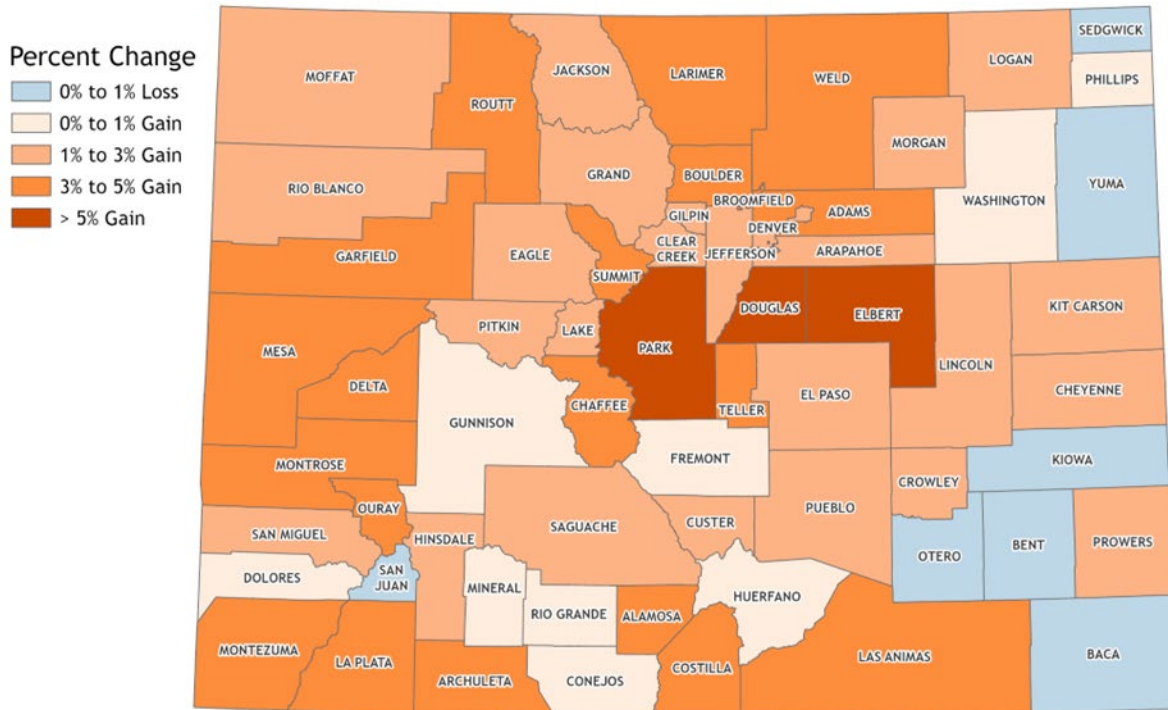 Percent Change
0% to 1% Loss
0% to 1% Gain
1% to 3% Gain
3% to 5% Gain
> 5% Gain
MOFFAT
ROUTT
JACKSON
LARIMER
WELD
LOGAN
SEDGWICK
PHILLIPS
MORGAN
WASHINGTON
YUMA
RIO BLANCO
GRAND
BOULDER
BROOMFIELD
GILPIN
DENVER
ADAMS
CLEAR
CREEK
JEFFERSON
ARAPAHOE
GARFIELD
EAGLE
SUMMIT
DOUGLAS
ELBERT
KIT CARSON
PITKIN
LAKE
PARK
MESA
LINCOLN
DELTA
CHEYENNE
CHAFFEE
TELLER
EL PASO
GUNNISON
FREMONT
KIOWA
MONTROSE
CROWLEY
OURAY
PUEBLO
SAGUACHE
CUSTER
SAN MIGUEL
HINSDALE
OTERO
BENT
PROWERS
SAN
JUAN
DOLORES
MINERAL
RIO GRANDE
HUERFANO
ALAMOSA
MONTEZUMA
LA PLATA
ARCHULETA
CONEJOS
COSTILLA
LAS ANIMAS
BACA